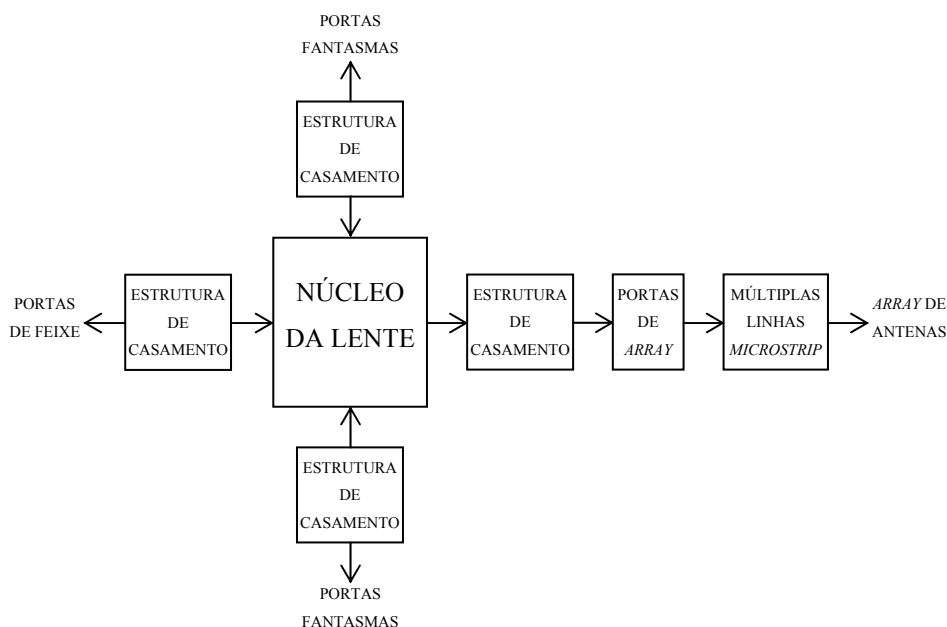 PORTAS
FANTASMAS
ESTRUTURA
DE
CASAMENTO
PORTAS
DE FEIXE
ESTRUTURA
DE
CASAMENTO
NÚCLEO
DA LENTE
ESTRUTURA
DE
CASAMENTO
PORTAS
DE
ARRAY
MÚLTIPLAS
LINHAS
MICROSTRIP
ARRAY DE
ANTENAS
ESTRUTURA
DE
CASAMENTO
PORTAS
FANTASMAS